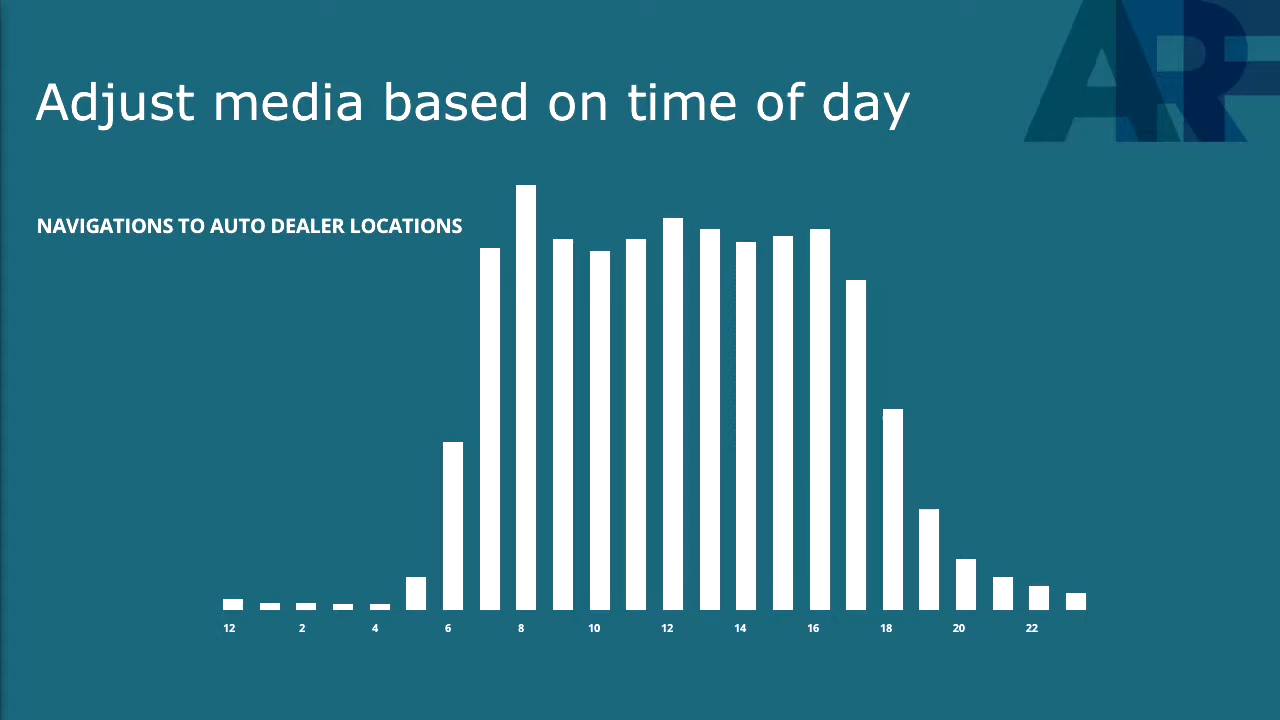 ARF
Adjust media based on time of day
NAVIGATIONS TO AUTO DEALER LOCATIONS
12 2 4 6 8 10 12 14 16 18 20 22